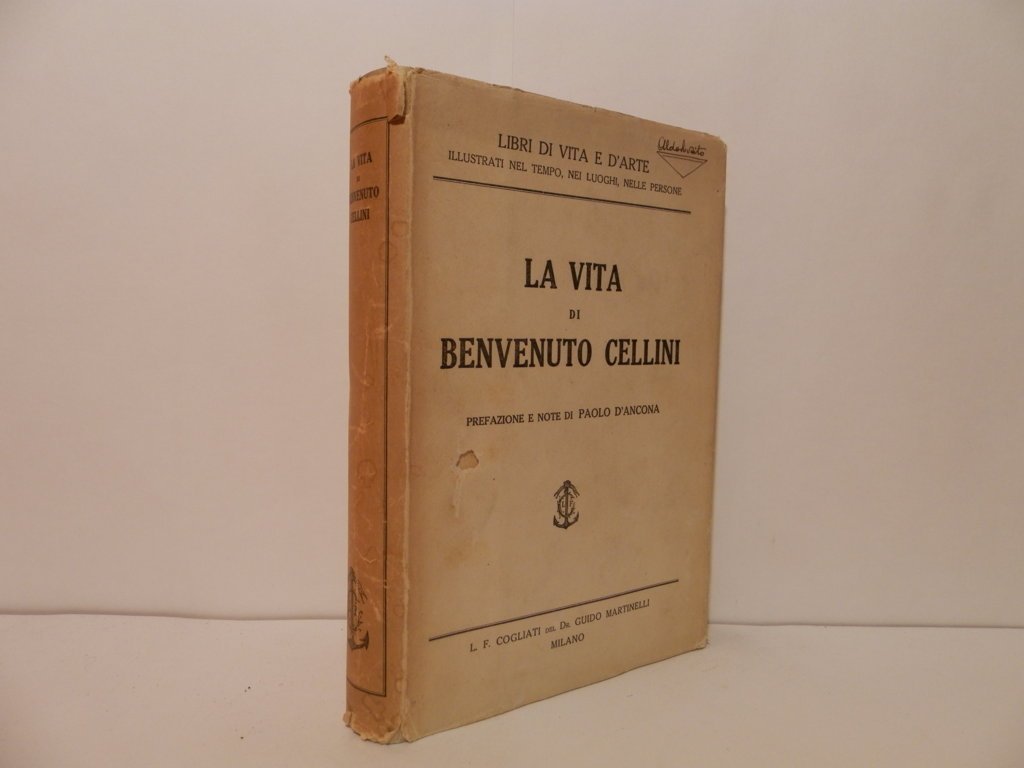 LA VITA
DI
BENVENUTO
CELLINI
LIBRI DI VITA E D'ARTE
ILLUSTRATI NEL TEMPO, NEI LUOGHI, NELLE PERSONE
LA VITA
DI
BENVENUTO CELLINI
PREFAZIONE E NOTE DI PAOLO D'ANCONA
L. F. COGLIATI DEL DR. GUIDO MARTINELLI
MILANO